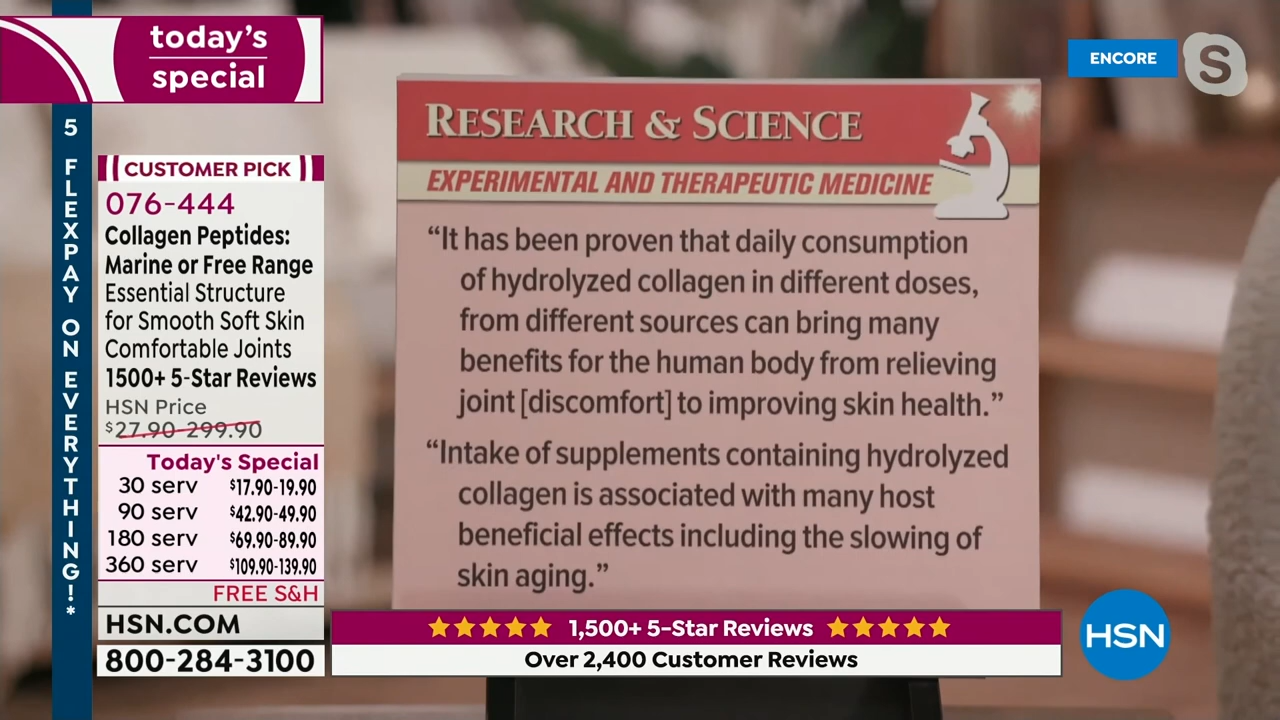 today's
special
ENCORE
S
5 FLEXPAY ON EVERYTHING!*
CUSTOMER PICK
076-444
Collagen Peptides:
Marine or Free Range
Essential Structure
for Smooth Soft Skin
Comfortable Joints
1500+ 5-Star Reviews
HSN Price
$27.90-299.90
Today's Special
30 serv $17.90-19.90
90 serv $42.90-49.90
180 serv $69.90-89.90
360 serv $109.90-139.90
FREE S&H
HSN.COM
800-284-3100
RESEARCH & SCIENCE
EXPERIMENTAL AND THERAPEUTIC MEDICINE
“It has been proven that daily consumption
of hydrolyzed collagen in different doses,
from different sources can bring many
benefits for the human body from relieving
joint [discomfort] to improving skin health.”
“Intake of supplements containing hydrolyzed
collagen is associated with many host
beneficial effects including the slowing of
skin aging.”
1,500+ 5-Star Reviews
Over 2,400 Customer Reviews
HSN